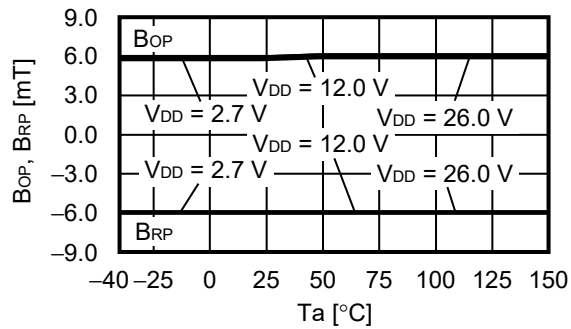 9.0
6.0
3.0
0.0
−3.0
−6.0
−9.0
BOP, BRP [mT]
BOP
VDD = 12.0 V
VDD = 2.7 V
VDD = 26.0 V
VDD = 12.0 V
VDD = 2.7 V
VDD = 26.0 V
BRP
−40 −25 0 25 50 75 100 125 150
Ta [°C]